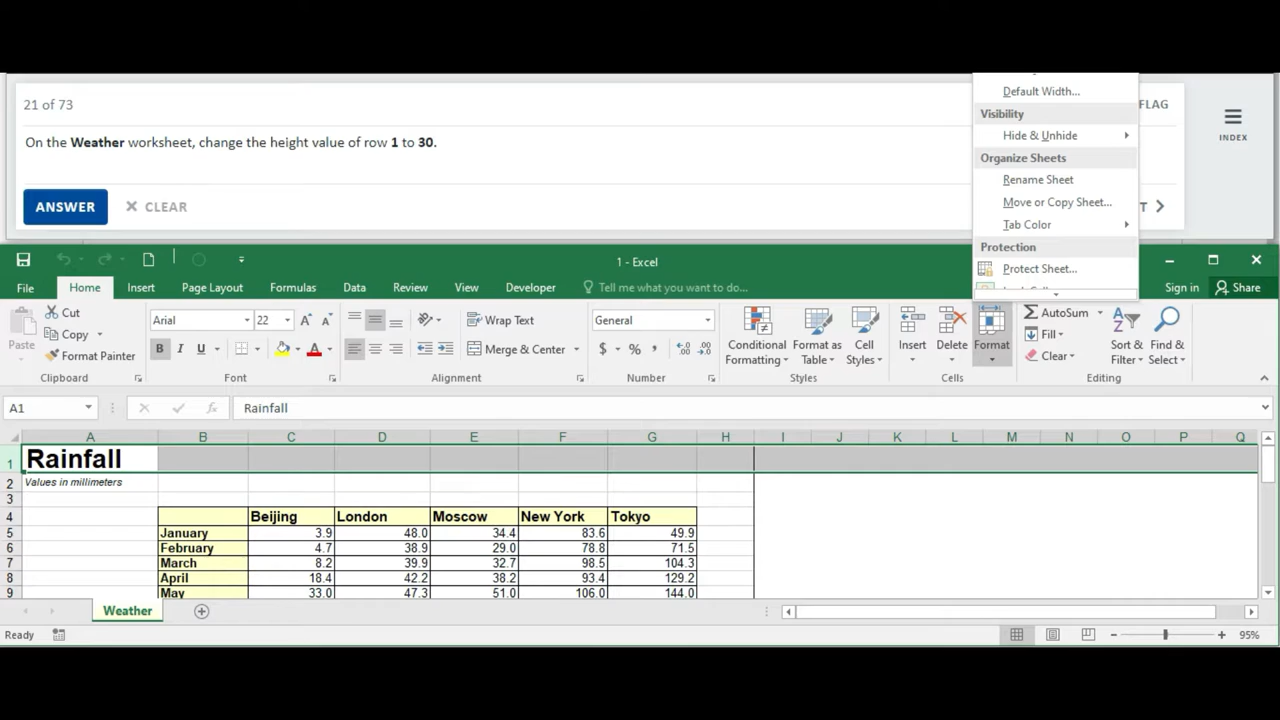 21 of 73
FLAG
INDEX
On the Weather worksheet, change the height value of row 1 to 30.
ANSWER
CLEAR
T
Default Width...
Visibility
Hide & Unhide
Organize Sheets
Rename Sheet
Move or Copy Sheet...
Tab Color
Protection
Protect Sheet...
1 - Excel
File
Home
Insert
Page Layout
Formulas
Data
Review
View
Developer
Tell me what you want to do...
Sign in
Share
Paste
Cut
Copy
Format Painter
Clipboard
Arial
22
B I U
A A
A
Font
Wrap Text
Merge & Center
Alignment
General
$ % ,
Number
Conditional
Formatting
Format as
Table
Cell
Styles
Styles
Insert
Delete
Format
Cells
AutoSum
Fill
Clear
Sort &
Filter
Find &
Select
Editing
A1
fx
Rainfall
A B C D E F G H I J K L M N O P Q
1 Rainfall
2 Values in millimeters
3
4 Beijing London Moscow New York Tokyo
5 January 3.9 48.0 34.4 83.6 49.9
6 February 4.7 38.9 29.0 78.8 71.5
7 March 8.2 39.9 32.7 98.5 104.3
8 April 18.4 42.2 38.2 93.4 129.2
9 May 33.0 47.3 51.0 106.0 144.0
Weather
Ready
95%